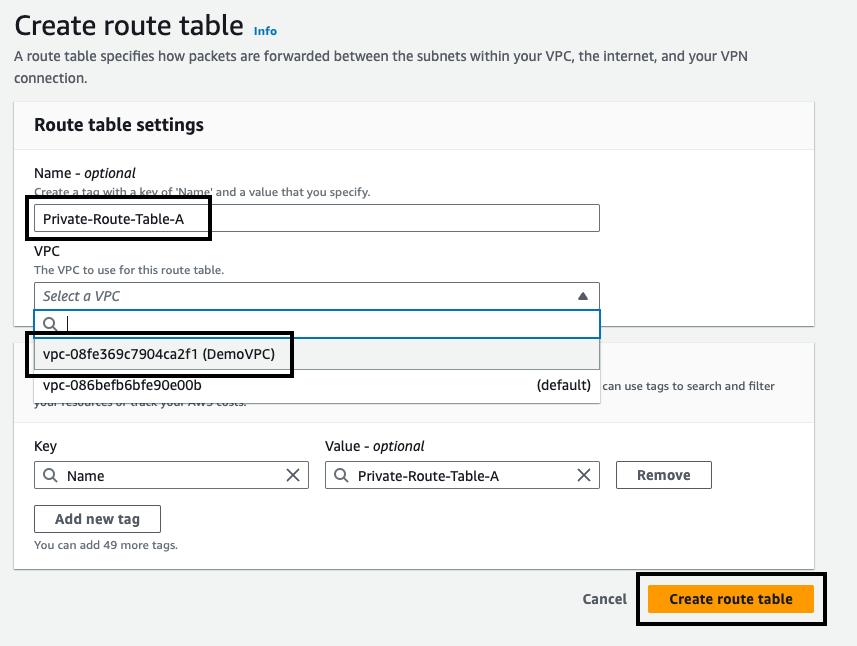 Create route table Info
A route table specifies how packets are forwarded between the subnets within your VPC, the internet, and your VPN
connection.
Route table settings
Name - optional
Create a tag with a key of 'Name' and a value that you specify.
Private-Route-Table-A
VPC
The VPC to use for this route table.
Select a VPC
vpc-08fe369c7904ca2f1 (DemoVPC)
vpc-086befb6bfe90e00b (default)
can use tags to search and filter
your resources or track your AWS costs.
Key Value - optional
Name Private-Route-Table-A Remove
Add new tag
You can add 49 more tags.
Cancel Create route table